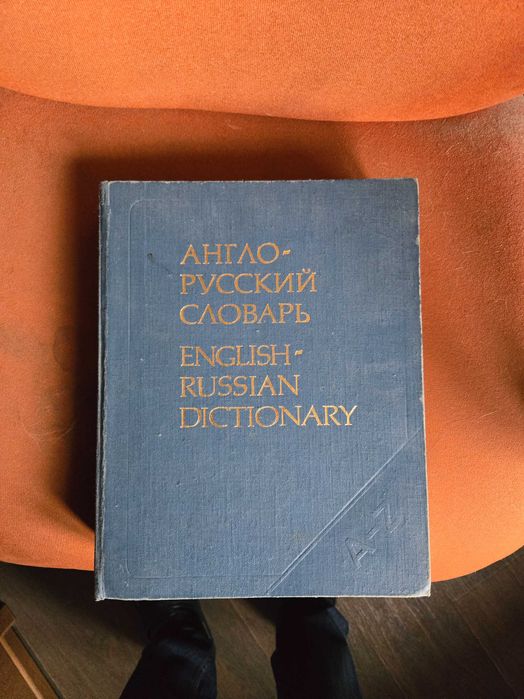 АНГЛО-
РУССКИЙ
СЛОВАРЬ
ENGLISH-
RUSSIAN
DICTIONARY
A-Z